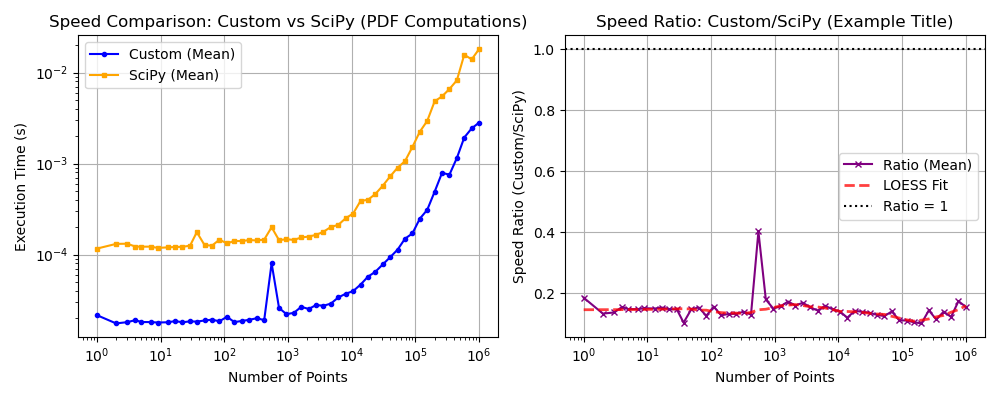 Speed Comparison: Custom vs SciPy (PDF Computations)
Execution Time (s)
10⁻²
10⁻³
10⁻⁴
Custom (Mean)
SciPy (Mean)
10⁰ 10¹ 10² 10³ 10⁴ 10⁵ 10⁶
Number of Points
Speed Ratio: Custom/SciPy (Example Title)
Speed Ratio (Custom/SciPy)
1.0
0.8
0.6
0.4
0.2
Ratio (Mean)
LOESS Fit
Ratio = 1
10⁰ 10¹ 10² 10³ 10⁴ 10⁵ 10⁶
Number of Points